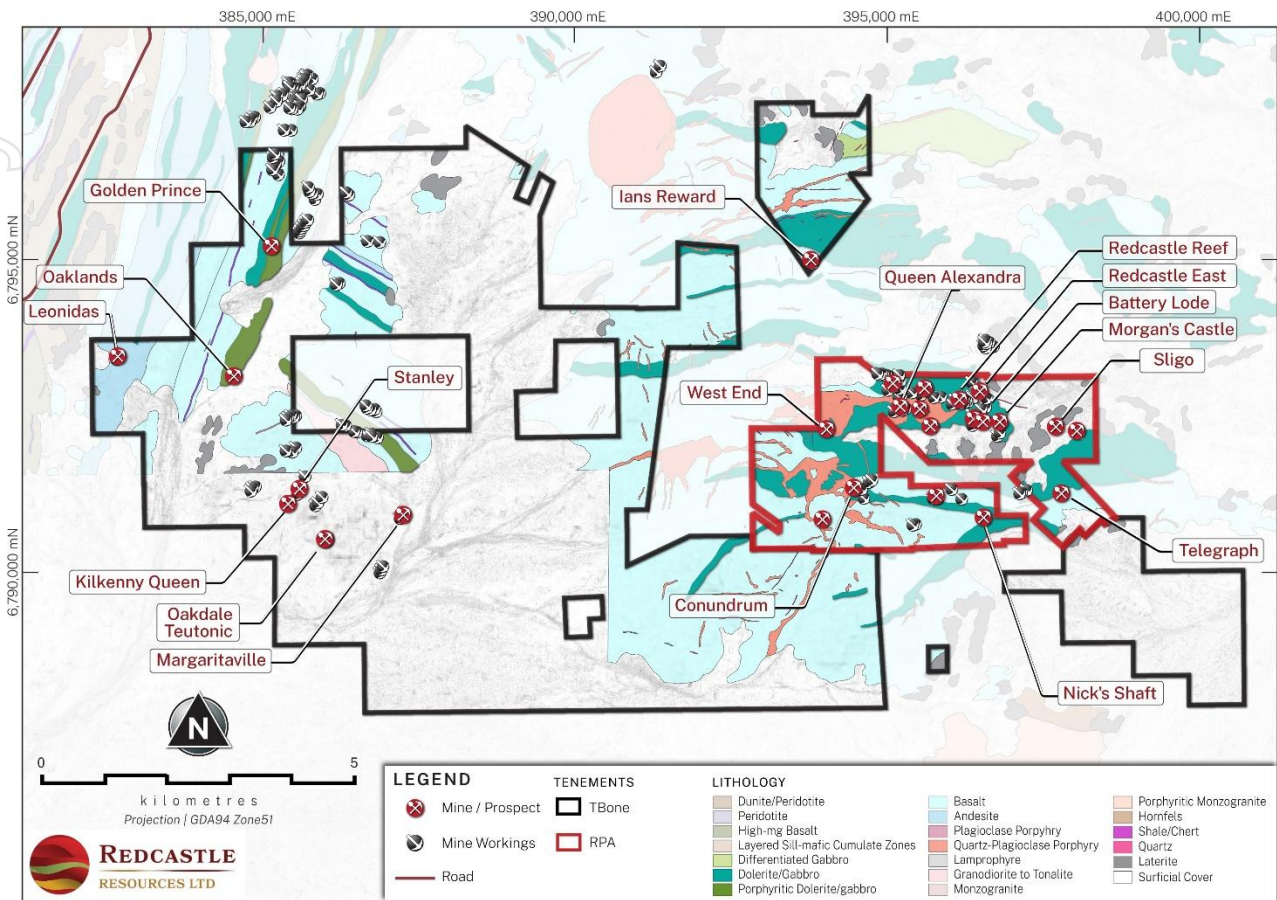 385,000 mE
390,000 mE
395,000 mE
400,000 mE
6,795,000 mN
6,790,000 mN
Golden Prince
Oaklands
Leonidas
Stanley
Kilkenny Queen
Oakdale
Teutonic
Margaritaville
Ians Reward
Queen Alexandra
West End
Conundrum
Redcastle Reef
Redcastle East
Battery Lode
Morgan's Castle
Sligo
Telegraph
Nick's Shaft
N
0
5
kilometres
Projection | GDA94 Zone51
REDCASTLE
RESOURCES LTD
LEGEND
Mine / Prospect
Mine Workings
Road
TENEMENTS
TBone
RPA
LITHOLOGY
Dunite/Peridotite
Peridotite
High-mg Basalt
Layered Sill-mafic Cumulate Zones
Differentiated Gabbro
Dolerite/Gabbro
Porphyritic Dolerite/gabbro
Basalt
Andesite
Plagioclase Porpyhry
Quartz-Plagioclase Porphyry
Lamprophyre
Granodiorite to Tonalite
Monzogranite
Porphyritic Monzogranite
Hornfels
Shale/Chert
Quartz
Laterite
Surficial Cover